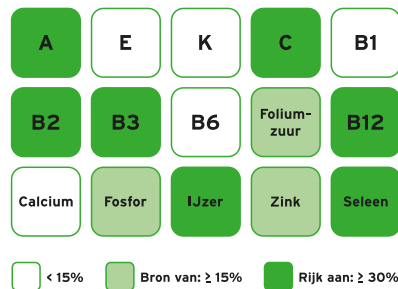 A E K C B1
B2 B3 B6 Folium-
zuur B12
Calcium Fosfor IJzer Zink Seleen
< 15% Bron van: ≥ 15% Rijk aan: ≥ 30%